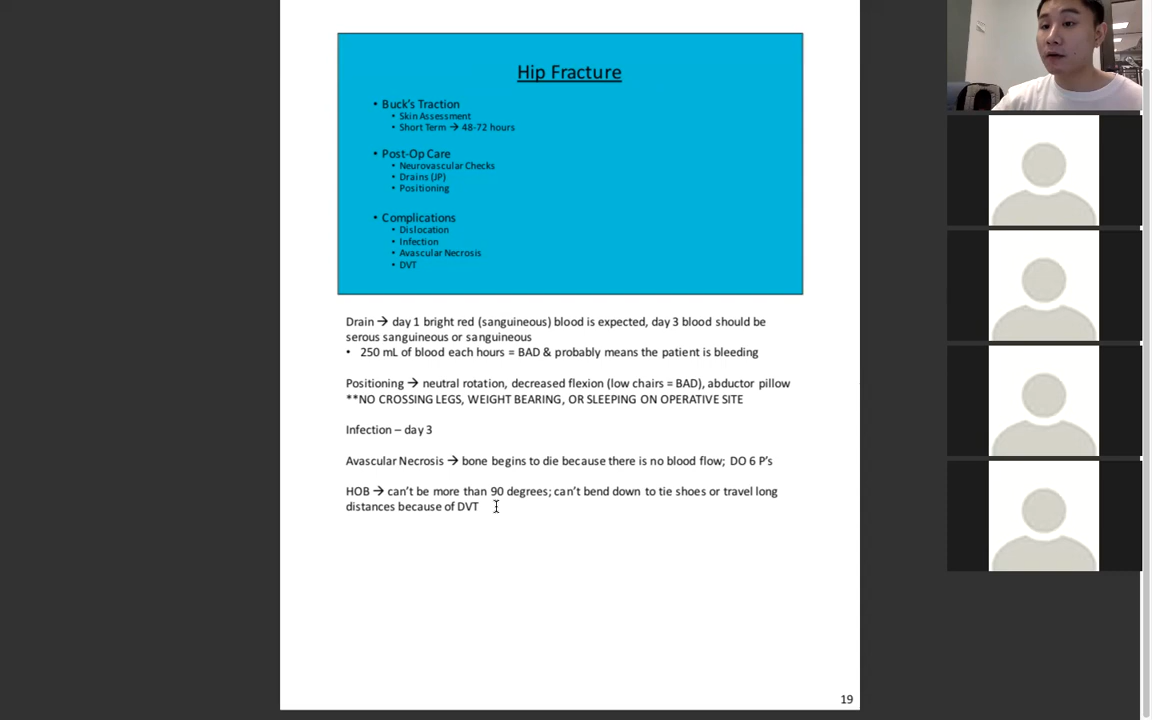 Hip Fracture
• Buck's Traction
• Skin Assessment
• Short Term → 48-72 hours
• Post-Op Care
• Neurovascular Checks
• Drains (JP)
• Positioning
• Complications
• Dislocation
• Infection
• Avascular Necrosis
• DVT
Drain → day 1 bright red (sanguineous) blood is expected, day 3 blood should be
serous sanguineous or sanguineous
• 250 mL of blood each hours = BAD & probably means the patient is bleeding
Positioning → neutral rotation, decreased flexion (low chairs = BAD), abductor pillow
**NO CROSSING LEGS, WEIGHT BEARING, OR SLEEPING ON OPERATIVE SITE
Infection – day 3
Avascular Necrosis → bone begins to die because there is no blood flow; DO 6 P's
HOB → can't be more than 90 degrees; can't bend down to tie shoes or travel long
distances because of DVT
19